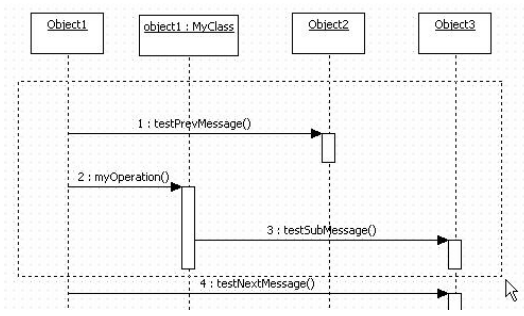 Object1
object1 : MyClass
Object2
Object3
1 : testPrevMessage()
2 : myOperation()
3 : testSubMessage()
4 : testNextMessage()